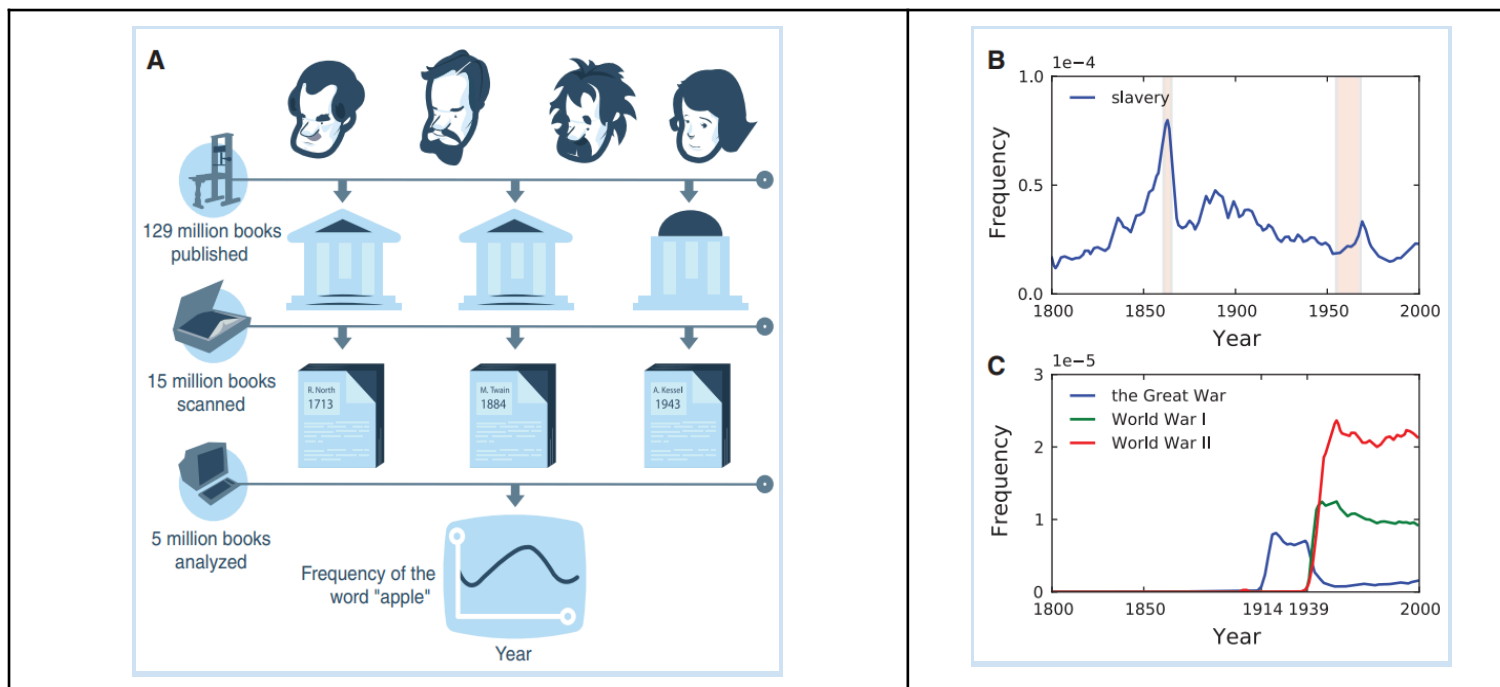 A
129 million books
published
15 million books
scanned
R. North
1713
M. Twain
1884
A. Kessel
1943
5 million books
analyzed
Frequency of the
word "apple"
Year
B
1e−4
1.0
slavery
0.5
Frequency
0.0
1800 1850 1900 1950 2000
Year
C
1e−5
3
the Great War
World War I
World War II
2
1
0
Frequency
1800 1850 1914 1939 2000
Year